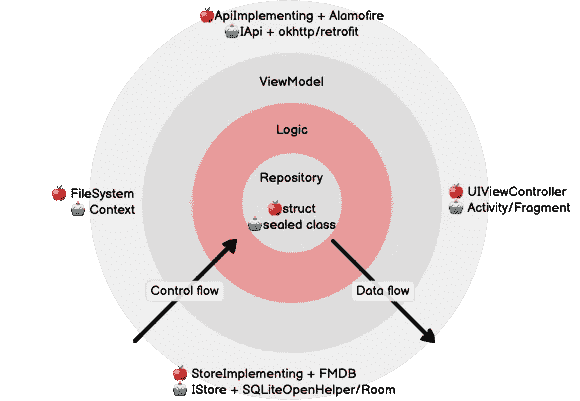 ApiImplementing + Alamofire
IApi + okhttp/retrofit
ViewModel
Logic
Repository
struct
sealed class
FileSystem
Context
UIViewController
Activity/Fragment
Control flow
Data flow
StoreImplementing + FMDB
IStore + SQLiteOpenHelper/Room